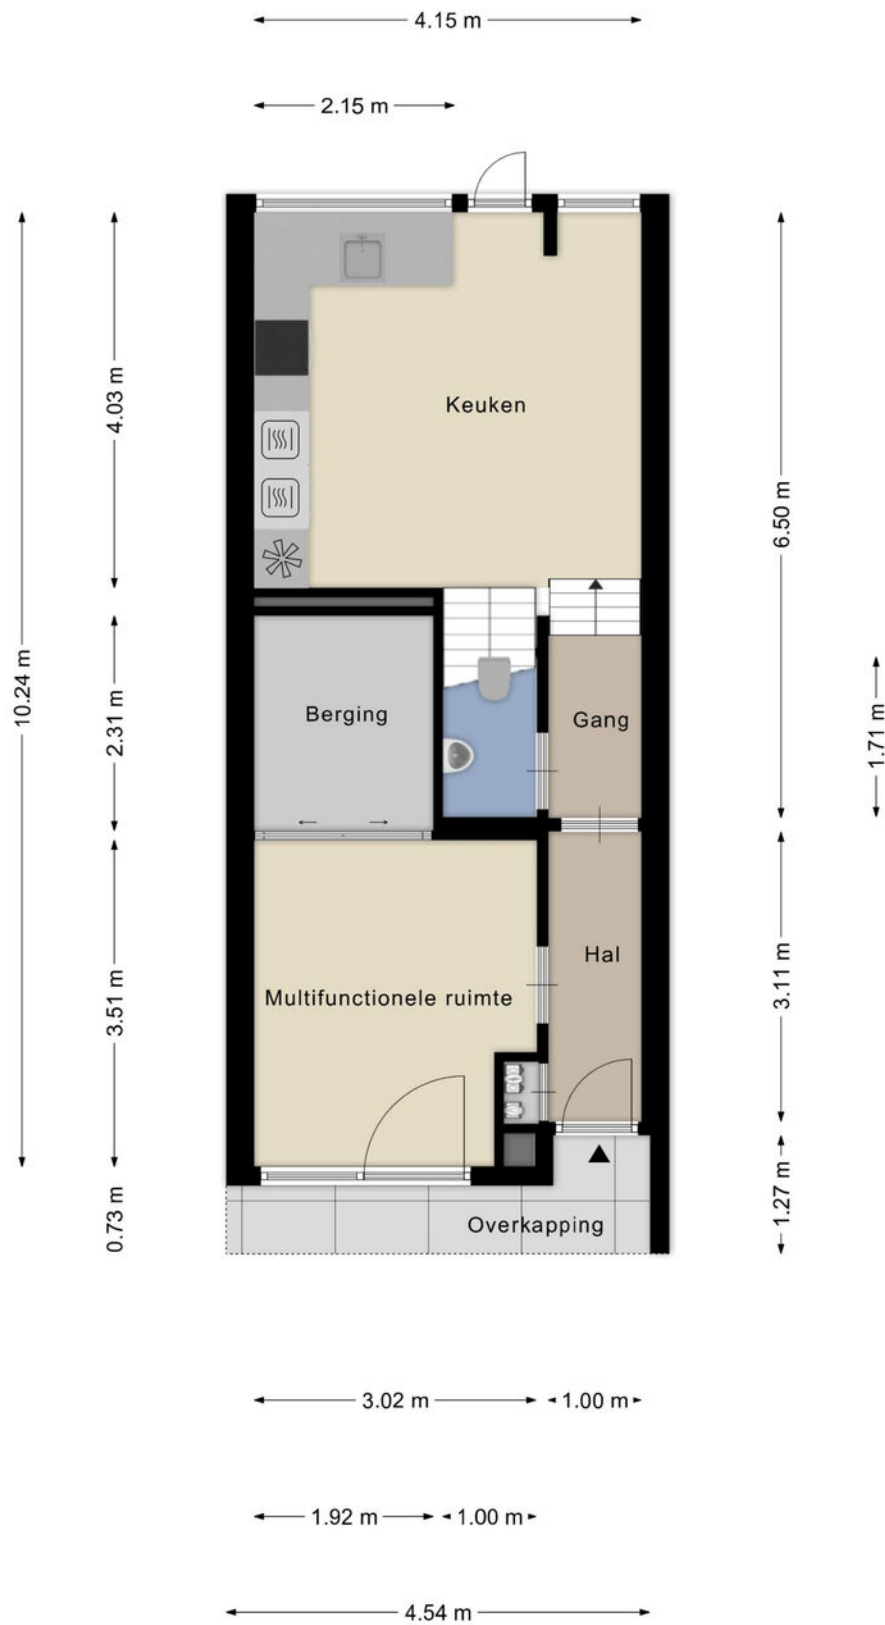 4.15 m
2.15 m
4.03 m
Keuken
6.50 m
10.24 m
2.31 m
Berging
Gang
1.71 m
3.51 m
Multifunctionele ruimte
Hal
3.11 m
0.73 m
Overkapping
1.27 m
3.02 m
1.00 m
1.92 m
1.00 m
4.54 m